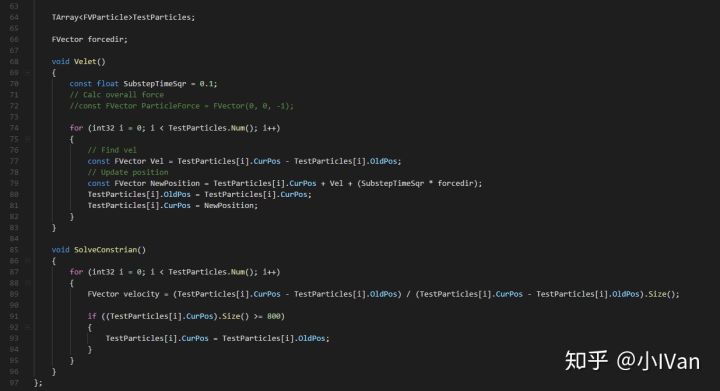 63
64 TArray<FVParticle>TestParticles;
65
66 FVector forcedir;
67
68 void Velet()
69 {
70 const float SubstepTimeSqr = 0.1;
71 // Calc overall force
72 //const FVector ParticleForce = FVector(0, 0, -1);
73
74 for (int32 i = 0; i < TestParticles.Num(); i++)
75 {
76 // Find vel
77 const FVector Vel = TestParticles[i].CurPos - TestParticles[i].OldPos;
78 // Update position
79 const FVector NewPosition = TestParticles[i].CurPos + Vel + (SubstepTimeSqr * forcedir);
80 TestParticles[i].OldPos = TestParticles[i].CurPos;
81 TestParticles[i].CurPos = NewPosition;
82 }
83 }
84
85 void SolveConstrian()
86 {
87 for (int32 i = 0; i < TestParticles.Num(); i++)
88 {
89 FVector velocity = (TestParticles[i].CurPos - TestParticles[i].OldPos) / (TestParticles[i].CurPos - TestParticles[i].OldPos).Size();
90
91 if ((TestParticles[i].CurPos).Size() >= 800)
92 {
93 TestParticles[i].CurPos = TestParticles[i].OldPos;
94 }
95 }
96 }
97 };
知乎 @小IVan